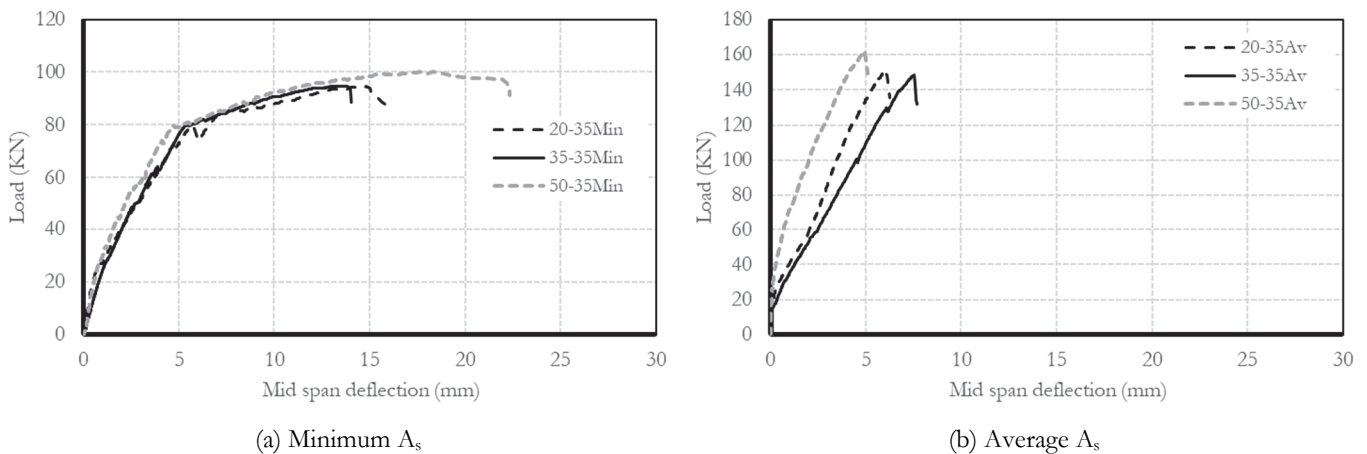 120
100
80
60
40
20
0
Load (KN)
20-35Min
35-35Min
50-35Min
0 5 10 15 20 25 30
Mid span deflection (mm)
(a) Minimum As
180
160
140
120
100
80
60
40
20
0
Load (KN)
20-35Av
35-35Av
50-35Av
0 5 10 15 20 25 30
Mid span deflection (mm)
(b) Average As